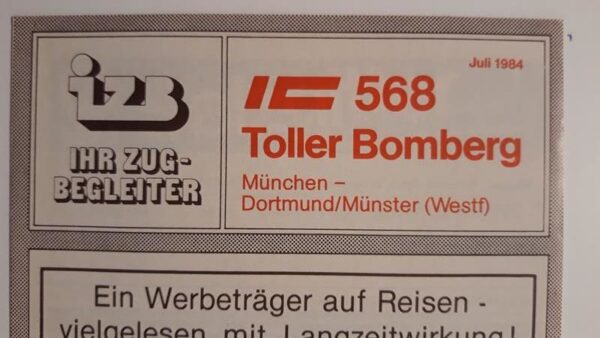 izB
IHR ZUG-
BEGLEITER
Juli 1984
IC 568
Toller Bomberg
München –
Dortmund/Münster (Westf)
Ein Werbeträger auf Reisen -
vielgelesen mit Langzeitwirkung!